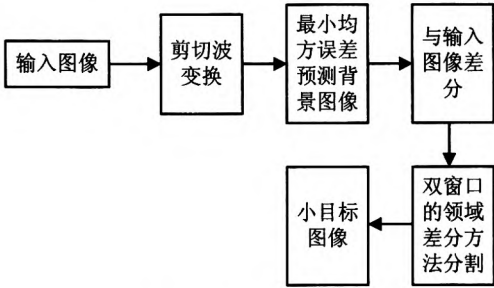 输入图像
剪切波
变换
最小均
方误差
预测背
景图像
与输入
图像差
分
双窗口
的领域
差分方
法分割
小目标
图像